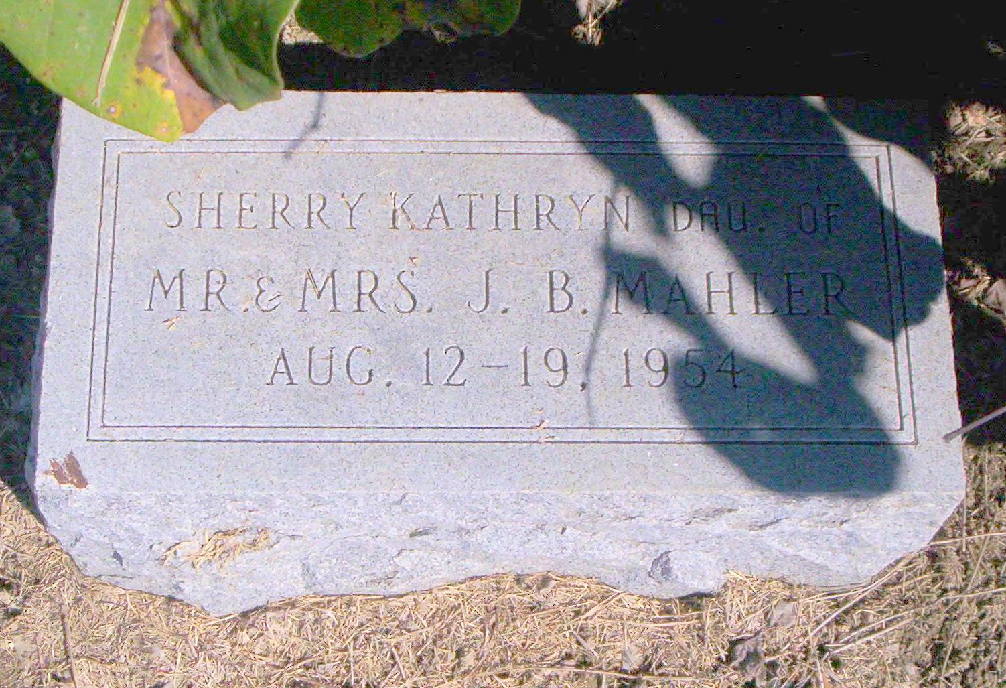 SHERRY KATHRYN DAU. OF
MR. & MRS. J. B. MAHLER
AUG. 12-19, 1954